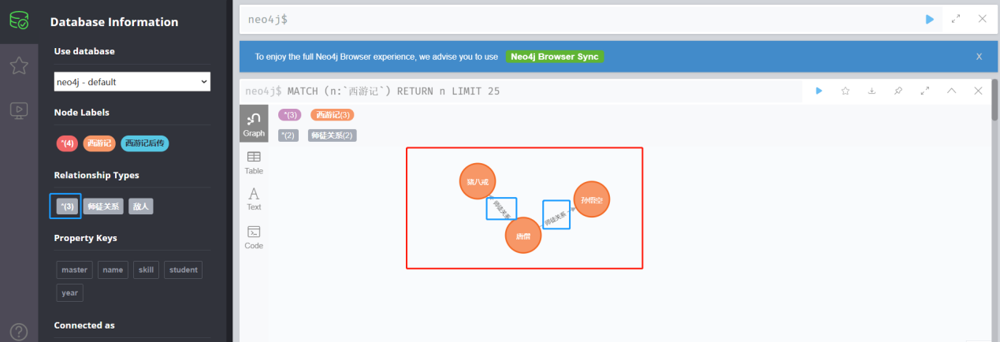 Database Information
Use database
neo4j - default
Node Labels
*(4) 西游记 西游记后传
Relationship Types
*(3) 师徒关系 敌人
Property Keys
master name skill student
year
Connected as
neo4j$
To enjoy the full Neo4j Browser experience, we advise you to use Neo4j Browser Sync X
neo4j$ MATCH (n:`西游记`) RETURN n LIMIT 25
Graph
Table
Text
Code
*(3) 西游记(3)
*(2) 师徒关系(2)
猪八戒
师徒关系
孙悟空
师徒关系
唐僧